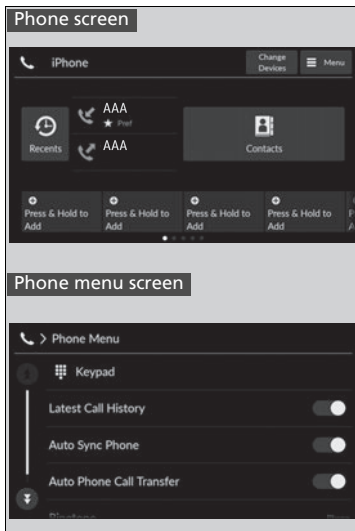 Phone screen
iPhone
Change
Devices
Menu
AAA
Pref
AAA
Recents
Contacts
Press & Hold to
Add
Press & Hold to
Add
Press & Hold to
Add
Press & Hold to
Add
Phone menu screen
Phone Menu
Keypad
Latest Call History
Auto Sync Phone
Auto Phone Call Transfer
Ringtone